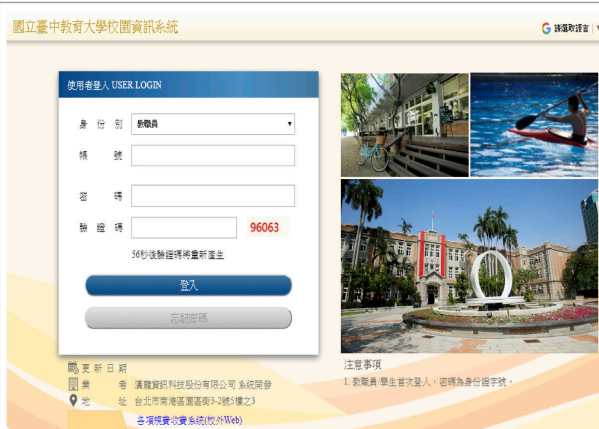 國立臺中教育大學校園資訊系統
請選取語言
使用者登入 USER LOGIN
身 份 別 教職員
帳 號
密 碼
驗 證 碼 96063
56秒後驗證碼將重新產生
登入
忘記密碼
更 新 日 期
業 者 漢龍資訊科技股份有限公司 系統開發
地 址 台北市南港區園區街3-2號5樓之3
各項規費收費系統(校外Web)
注意事項
1. 教職員/學生首次登入，密碼為身份證字號。